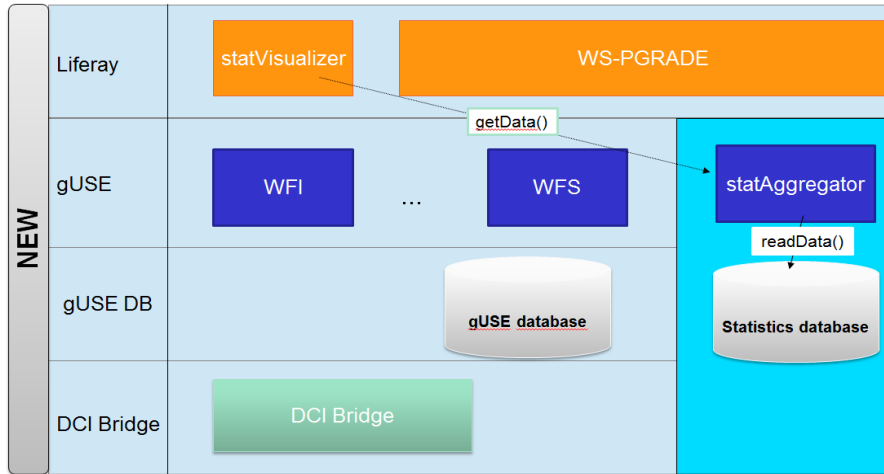 NEW
Liferay
statVisualizer
WS-PGRADE
getData()
gUSE
WFI
...
WFS
statAggregator
readData()
gUSE DB
gUSE database
Statistics database
DCI Bridge
DCI Bridge